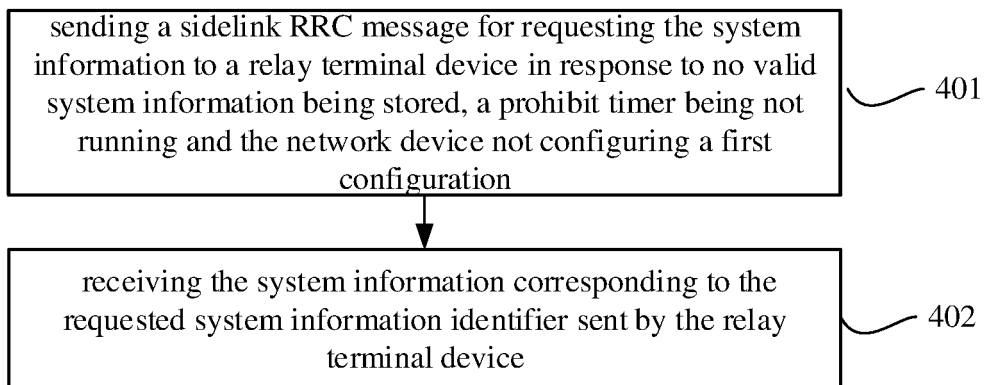 sending a sidelink RRC message for requesting the system
information to a relay terminal device in response to no valid
system information being stored, a prohibit timer being not
running and the network device not configuring a first
configuration
401
receiving the system information corresponding to the
requested system information identifier sent by the relay
terminal device
402